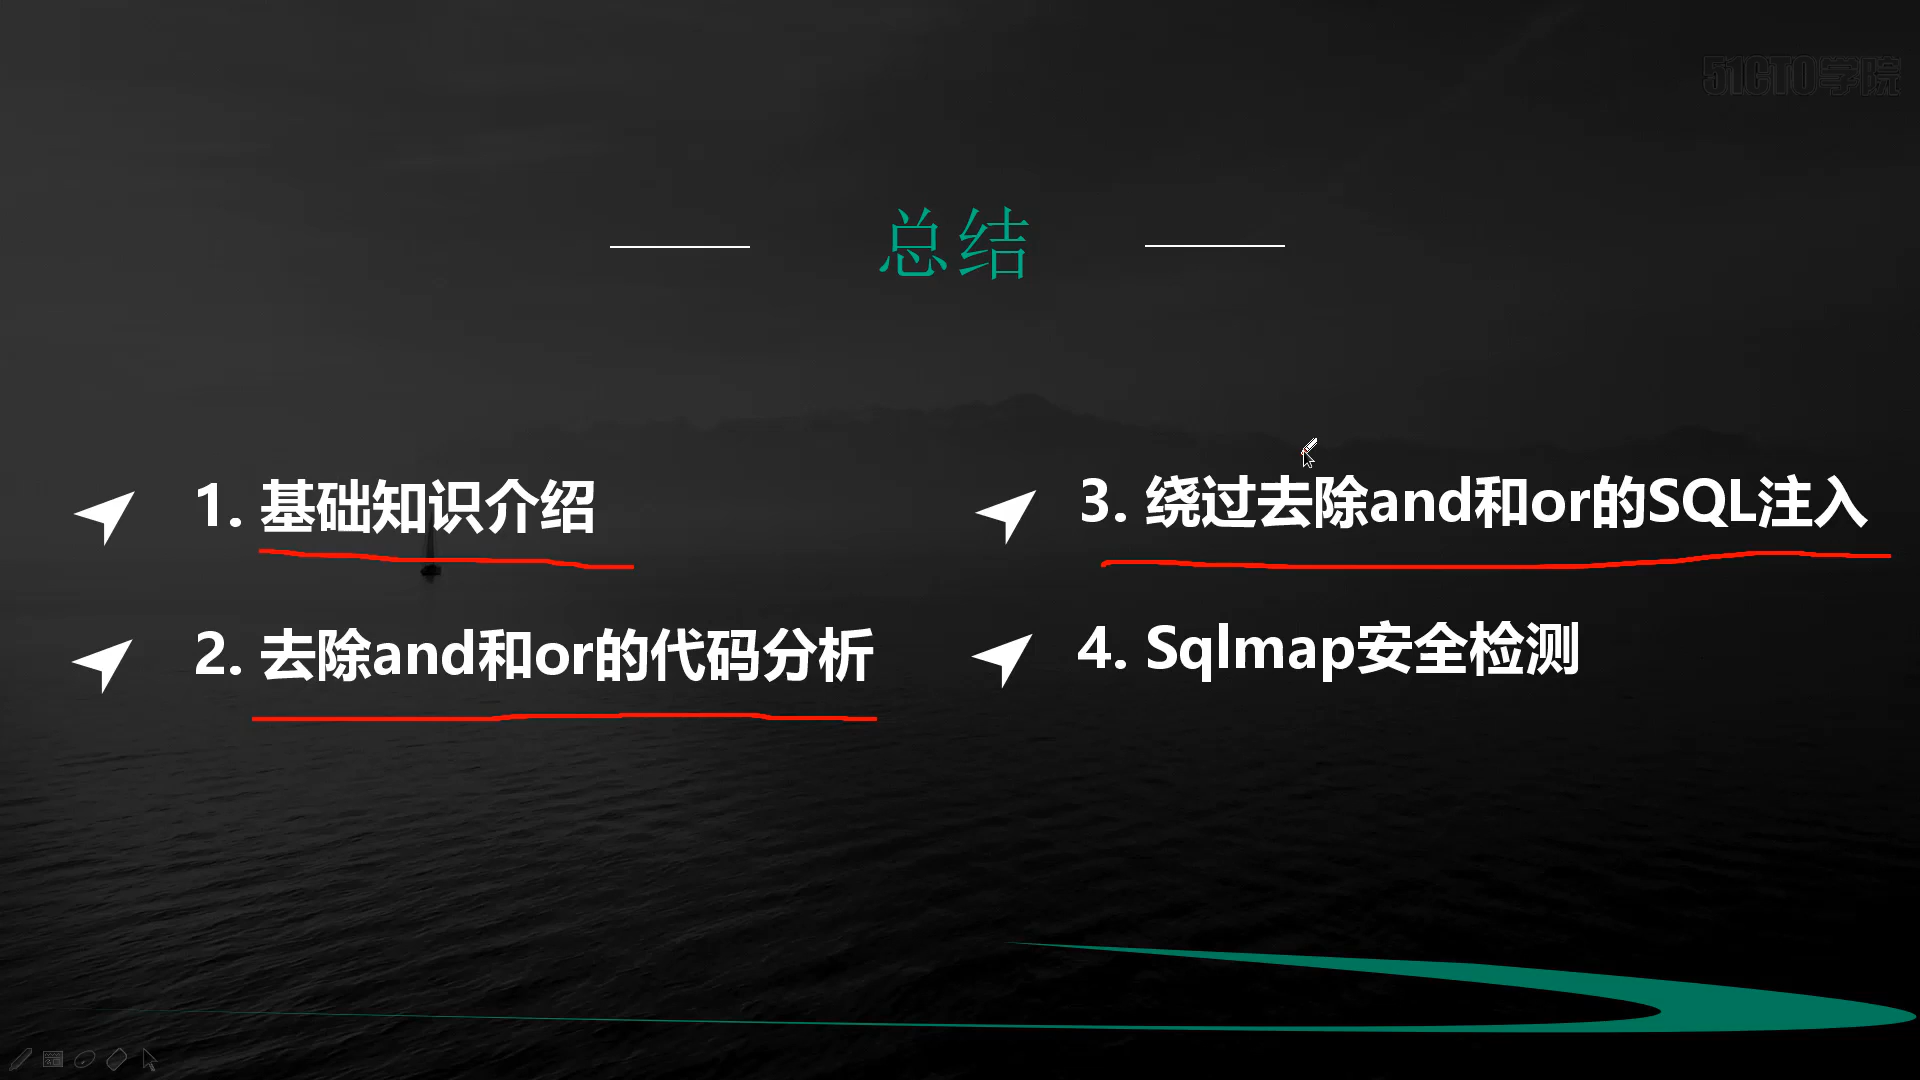 51CTO学院
总结
1. 基础知识介绍
2. 去除and和or的代码分析
3. 绕过去除and和or的SQL注入
4. Sqlmap安全检测